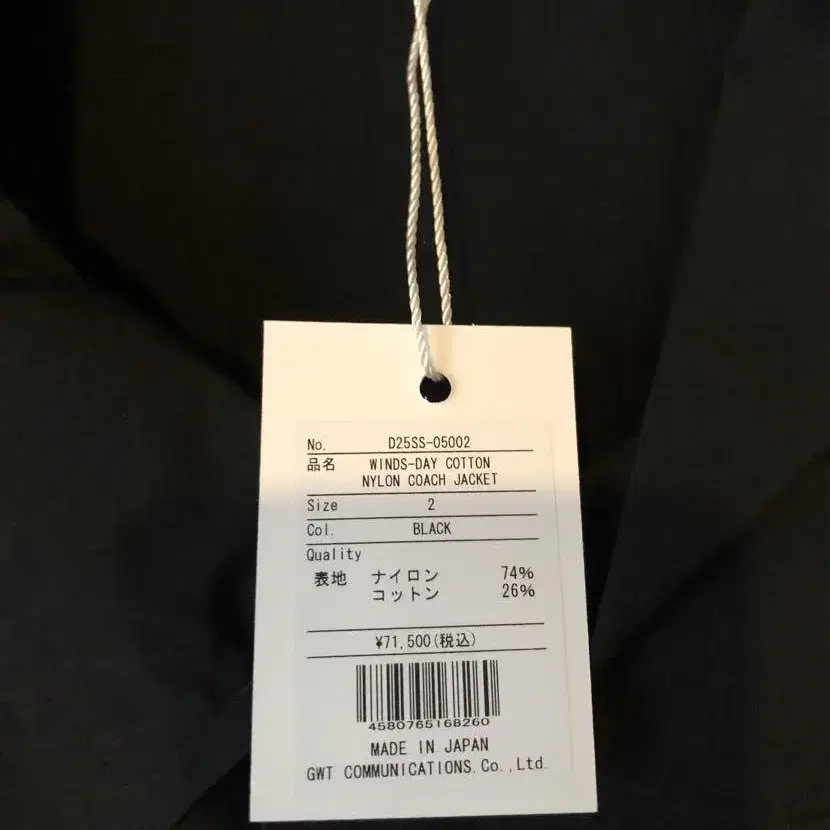 No. D25SS-05002
品名 WINDS-DAY COTTON
NYLON COACH JACKET
Size 2
Col. BLACK
Quality
表地 ナイロン 74%
コットン 26%
¥71,500(税込)
4580765168260
MADE IN JAPAN
GWT COMMUNICATIONS.Co.,Ltd.